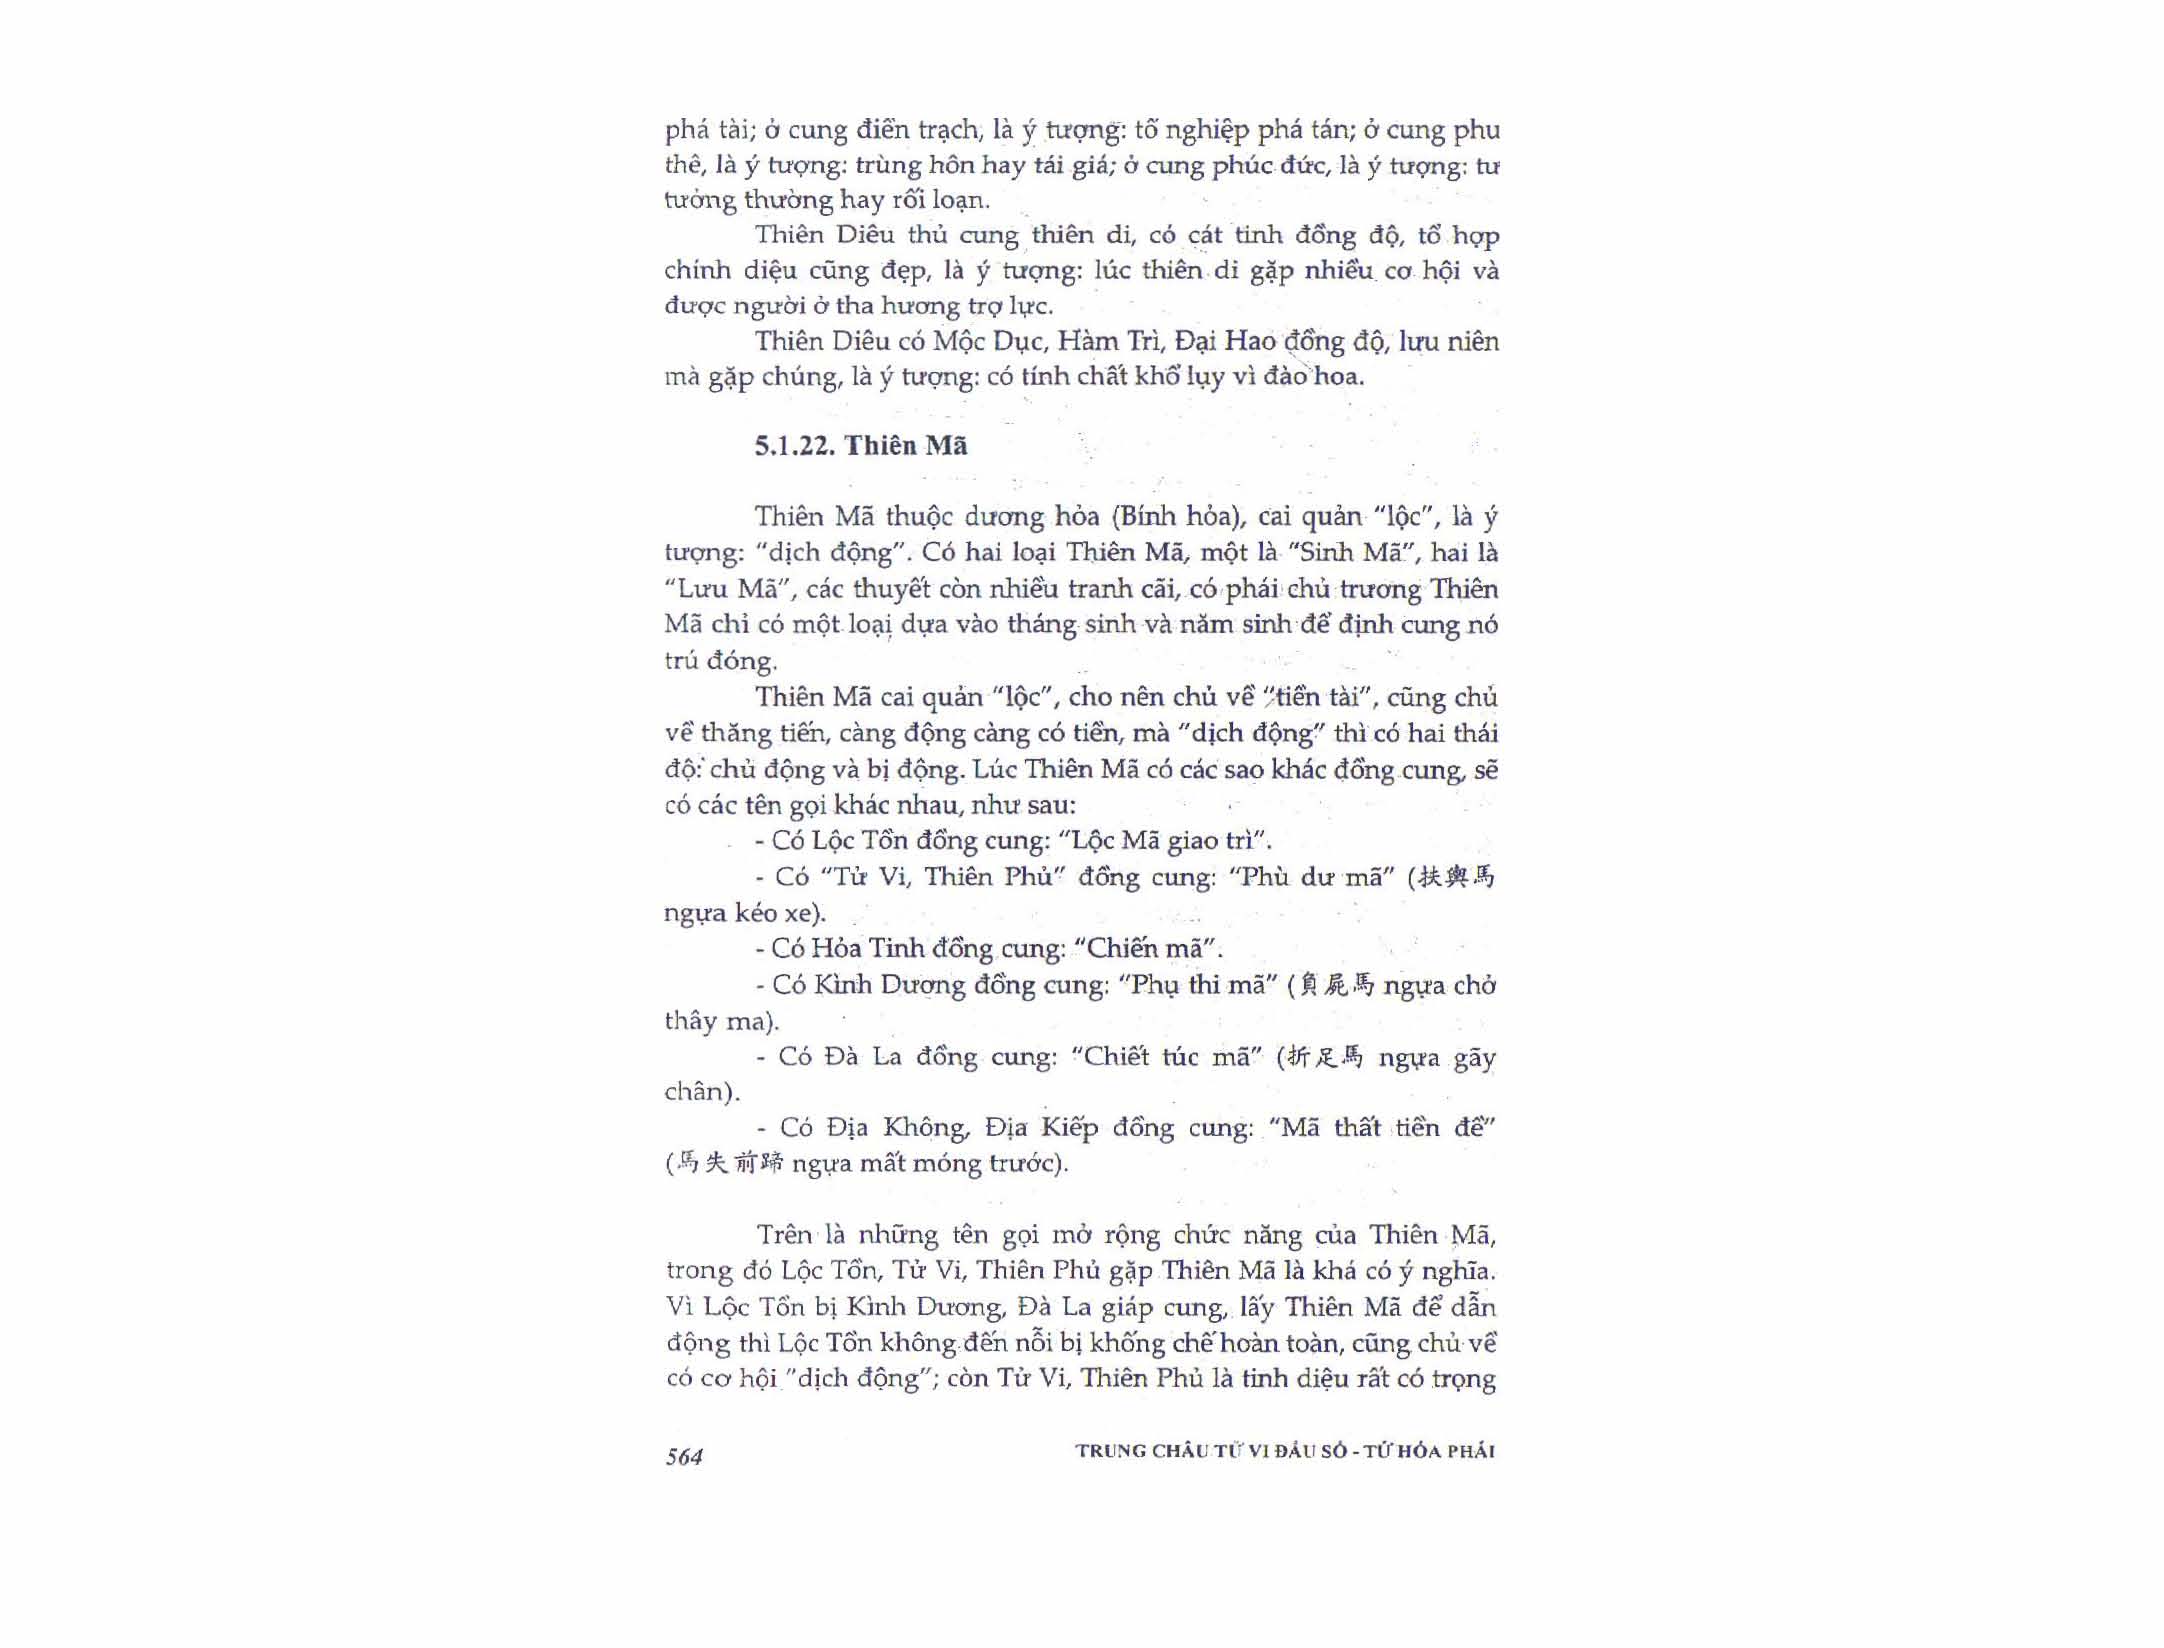 phá tài; ở cung điền trạch, là ý tượng: tổ nghiệp phá tán; ở cung phu
thê, là ý tượng: trùng hôn hay tái giá; ở cung phúc đức, là ý tượng: tư
tưởng thường hay rối loạn.
Thiên Diêu thủ cung thiên di, có cát tinh đồng độ, tổ hợp
chính diệu cũng đẹp, là ý tượng: lúc thiên di gặp nhiều cơ hội và
được người ở tha hương trợ lực.
Thiên Diêu có Mộc Dục, Hàm Trì, Đại Hao đồng độ, lưu niên
mà gặp chúng, là ý tượng: có tính chất khổ lụy vì đào hoa.
5.1.22. Thiên Mã
Thiên Mã thuộc dương hỏa (Bính hỏa), cai quản "lộc", là ý
tượng: "dịch động". Có hai loại Thiên Mã, một là "Sinh Mã", hai là
"Lưu Mã", các thuyết còn nhiều tranh cãi, có phái chủ trương Thiên
Mã chỉ có một loại dựa vào tháng sinh và năm sinh để định cung nó
trú đóng.
Thiên Mã cai quản "lộc", cho nên chủ về "tiền tài", cũng chủ
về thăng tiến, càng động càng có tiền, mà "dịch động" thì có hai thái
độ: chủ động và bị động. Lúc Thiên Mã có các sao khác đồng cung, sẽ
có các tên gọi khác nhau, như sau:
- Có Lộc Tồn đồng cung: "Lộc Mã giao trì".
- Có "Tử Vi, Thiên Phủ" đồng cung: "Phù dư mã" (扶輿馬
ngựa kéo xe).
- Có Hỏa Tinh đồng cung: "Chiến mã".
- Có Kình Dương đồng cung: "Phụ thi mã" (負屍馬 ngựa chở
thây ma).
- Có Đà La đồng cung: "Chiết túc mã" (折足馬 ngựa gãy
chân).
- Có Địa Không, Địa Kiếp đồng cung: "Mã thất tiền đề"
(馬失前蹄 ngựa mất móng trước).
Trên là những tên gọi mở rộng chức năng của Thiên Mã,
trong đó Lộc Tồn, Tử Vi, Thiên Phủ gặp Thiên Mã là khá có ý nghĩa.
Vì Lộc Tồn bị Kình Dương, Đà La giáp cung, lấy Thiên Mã để dẫn
động thì Lộc Tồn không đến nỗi bị khống chế hoàn toàn, cũng chủ về
có cơ hội "dịch động"; còn Tử Vi, Thiên Phủ là tinh diệu rất có trọng
564
TRUNG CHÂU TỬ VI ĐẨU SỐ - TỨ HÓA PHÁI